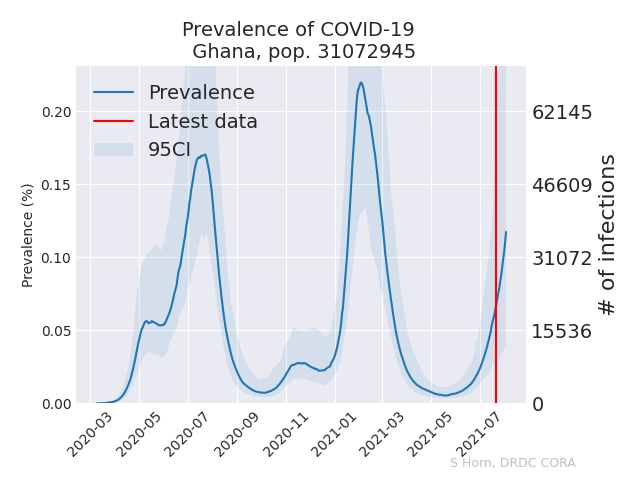 Prevalence of COVID-19
Ghana, pop. 31072945
Prevalence
Latest data
95CI
Prevalence (%)
0.20
0.15
0.10
0.05
0.00
62145
46609
31072
15536
0
# of infections
2020-03
2020-05
2020-07
2020-09
2020-11
2021-01
2021-03
2021-05
2021-07
S Horn, DRDC CORA